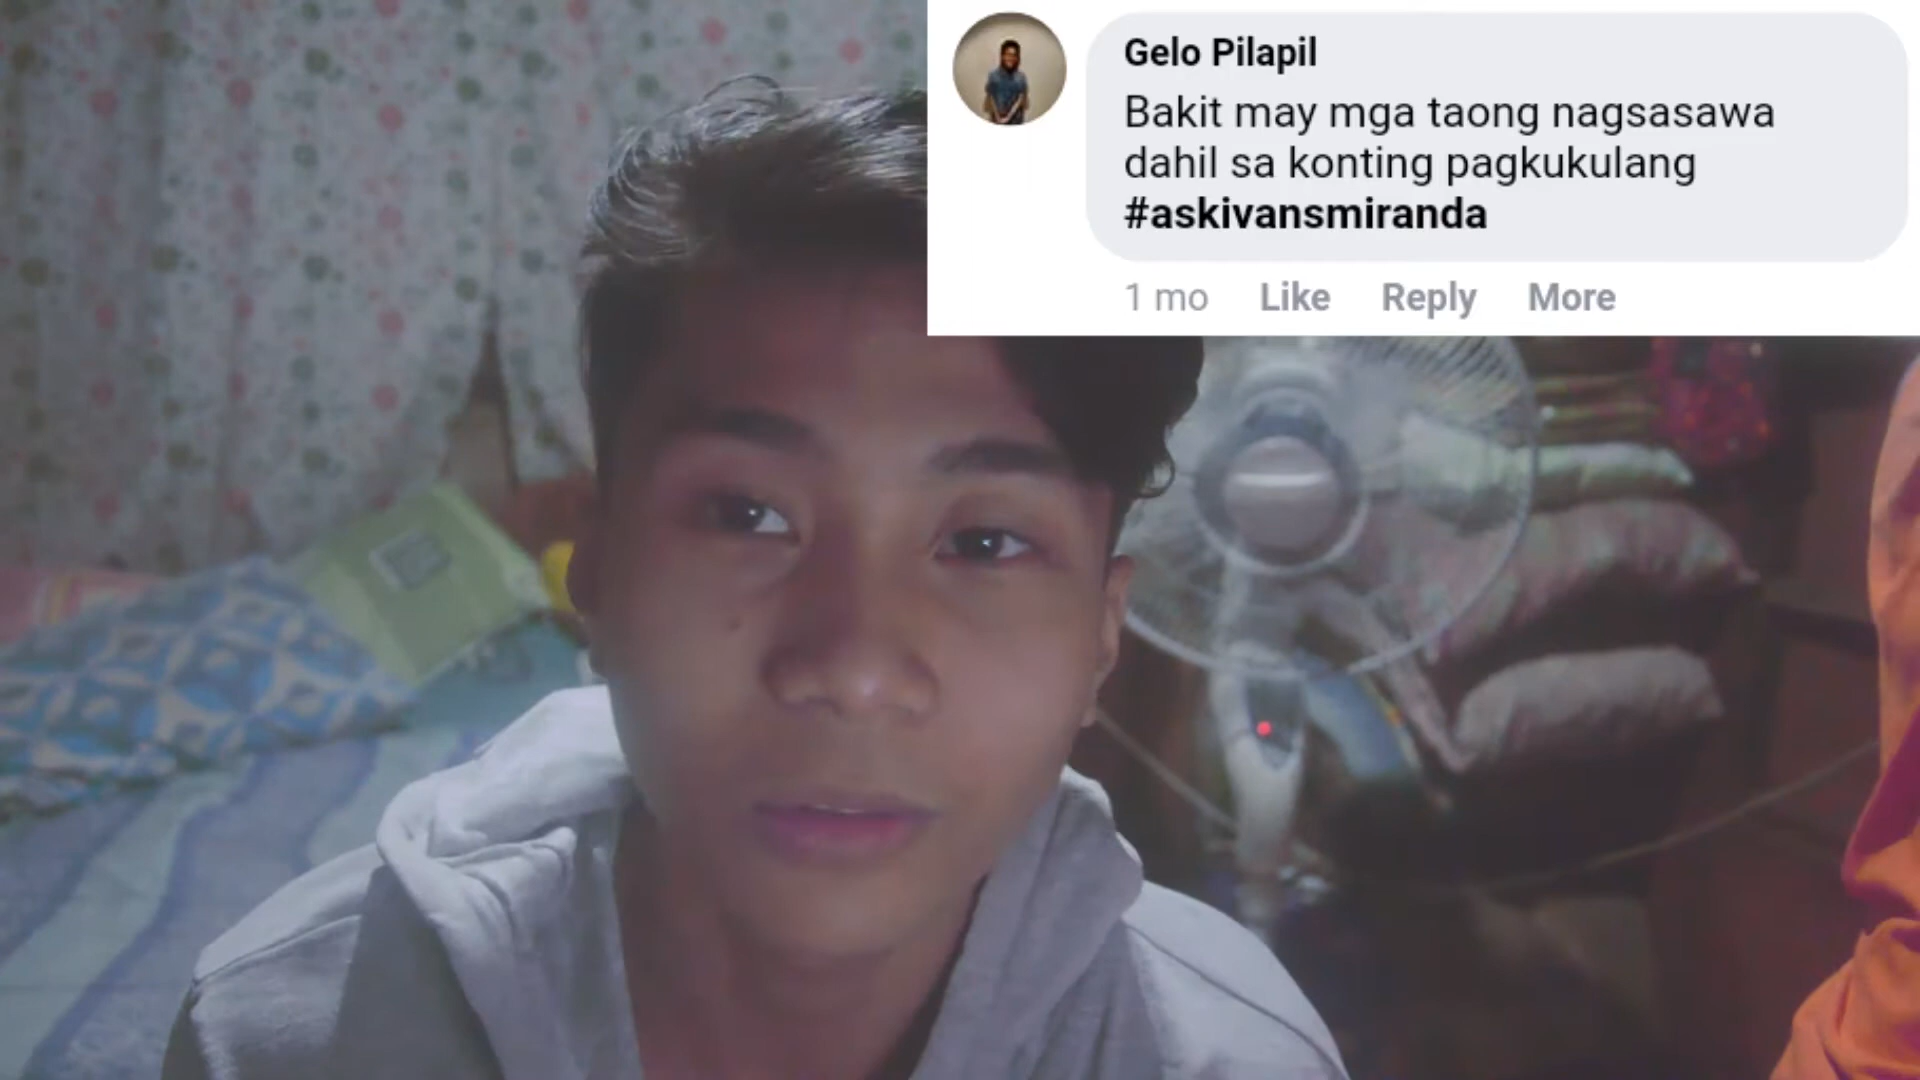 Gelo Pilapil
Bakit may mga taong nagsasawa
dahil sa konting pagkukulang
#askivansmiranda
1 mo Like Reply More